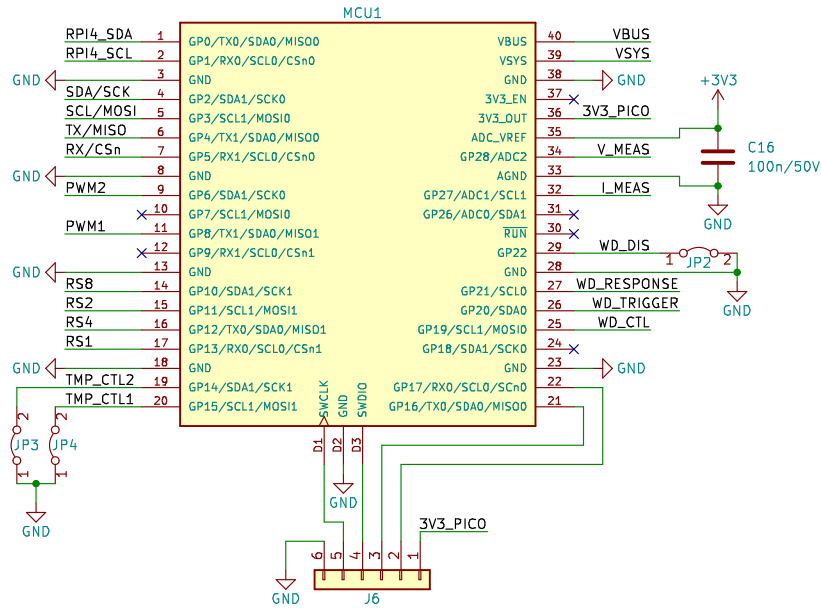 MCU1
RPI4_SDA 1 GP0/TX0/SDA0/MISO0 VBUS 40 VBUS
RPI4_SCL 2 GP1/RX0/SCL0/CSn0 VSYS 39 VSYS
GND 3 GND GND 38 GND
SDA/SCK 4 GP2/SDA1/SCK0 3V3_EN 37
SCL/MOSI 5 GP3/SCL1/MOSI0 3V3_OUT 36 3V3_PICO
TX/MISO 6 GP4/TX1/SDA0/MISO0 ADC_VREF 35
RX/CSn 7 GP5/RX1/SCL0/CSn0 GP28/ADC2 34 V_MEAS
GND 8 GND AGND 33
PWM2 9 GP6/SDA1/SCK0 GP27/ADC1/SCL1 32 I_MEAS
10 GP7/SCL1/MOSI0 GP26/ADC0/SDA1 31
PWM1 11 GP8/TX1/SDA0/MISO1 RUN 30
12 GP9/RX1/SCL0/CSn1 GP22 29 WD_DIS
GND 13 GND GND 28
RS8 14 GP10/SDA1/SCK1 GP21/SCL0 27 WD_RESPONSE
RS2 15 GP11/SCL1/MOSI1 GP20/SDA0 26 WD_TRIGGER
RS4 16 GP12/TX0/SDA0/MISO1 GP19/SCL1/MOSI0 25 WD_CTL
RS1 17 GP13/RX0/SCL0/CSn1 GP18/SDA1/SCK0 24
GND 18 GND GND 23 GND
TMP_CTL2 19 GP14/SDA1/SCK1 GP17/RX0/SCL0/SCn0 22
TMP_CTL1 20 GP15/SCL1/MOSI1 GP16/TX0/SDA0/MISO0 21
SWCLK GND SWDIO
D1 D2 D3
+3V3
C16
100n/50V
GND
1 JP2 2
GND
2 2
JP3 JP4
1 1
GND
GND
3V3_PICO
6 5 4 3 2 1
GND
J6